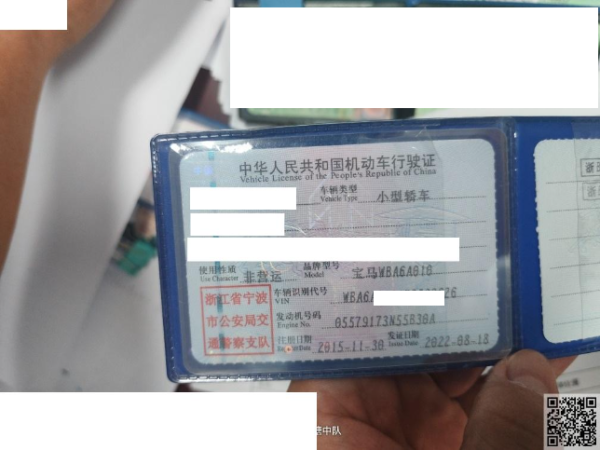 中华人民共和国机动车行驶证
Vehicle License of the People's Republic of China
车辆类型 小型轿车
Vehicle Type
使用性质 非营运 品牌型号 宝马WBA6A010
Use Character Model
浙江省宁波 车辆识别代号 WBA6
VIN
市公安局交 发动机号码
Engine No. 05579173N55B30A
通警察支队 注册日期 2015-11-30 发证日期 2022-08-18
Issue Date
中队
浙